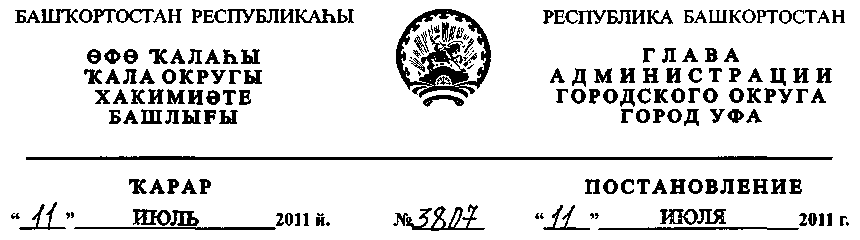 БАШҠОРТОСТАН РЕСПУБЛИКАҺЫ
ӨФӨ ҠАЛАҺЫ
ҠАЛА ОКРУГЫ
ХАКИМИӘТЕ
БАШЛЫҒЫ
РЕСПУБЛИКА БАШКОРТОСТАН
ГЛАВА
АДМИНИСТРАЦИИ
ГОРОДСКОГО ОКРУГА
ГОРОД УФА
ҠАРАР
ПОСТАНОВЛЕНИЕ
“11” ИЮЛЬ 2011 й. №3807 “11” ИЮЛЯ 2011 г.